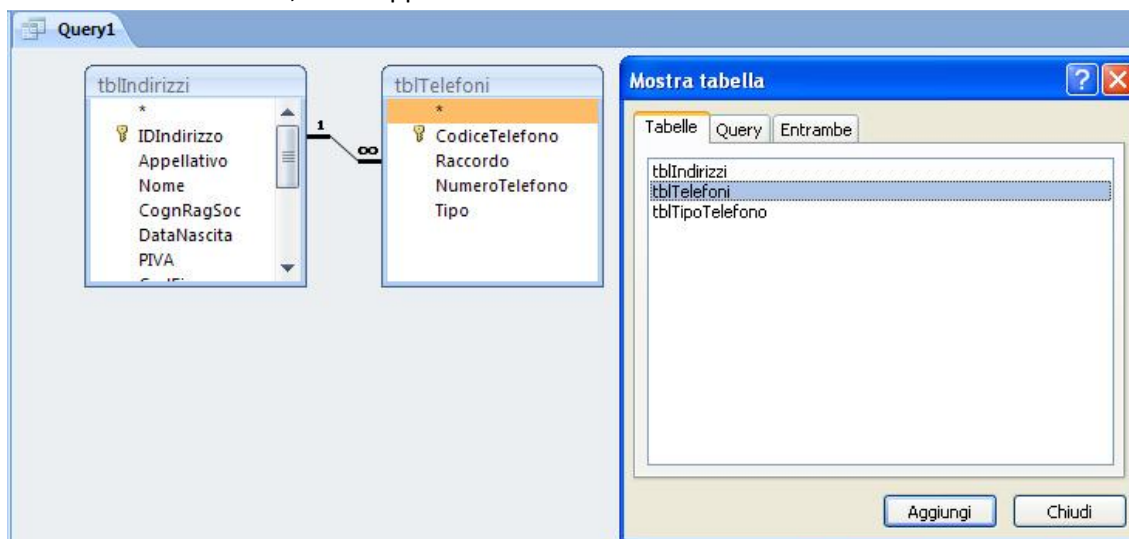 Query1
tblIndirizzi
*
IDIndirizzo
Appellativo
Nome
CognRagSoc
DataNascita
PIVA
1
∞
tblTelefoni
*
CodiceTelefono
Raccordo
NumeroTelefono
Tipo
Mostra tabella
?
Tabelle Query Entrambe
tblIndirizzi
tblTelefoni
tblTipoTelefono
Aggiungi Chiudi